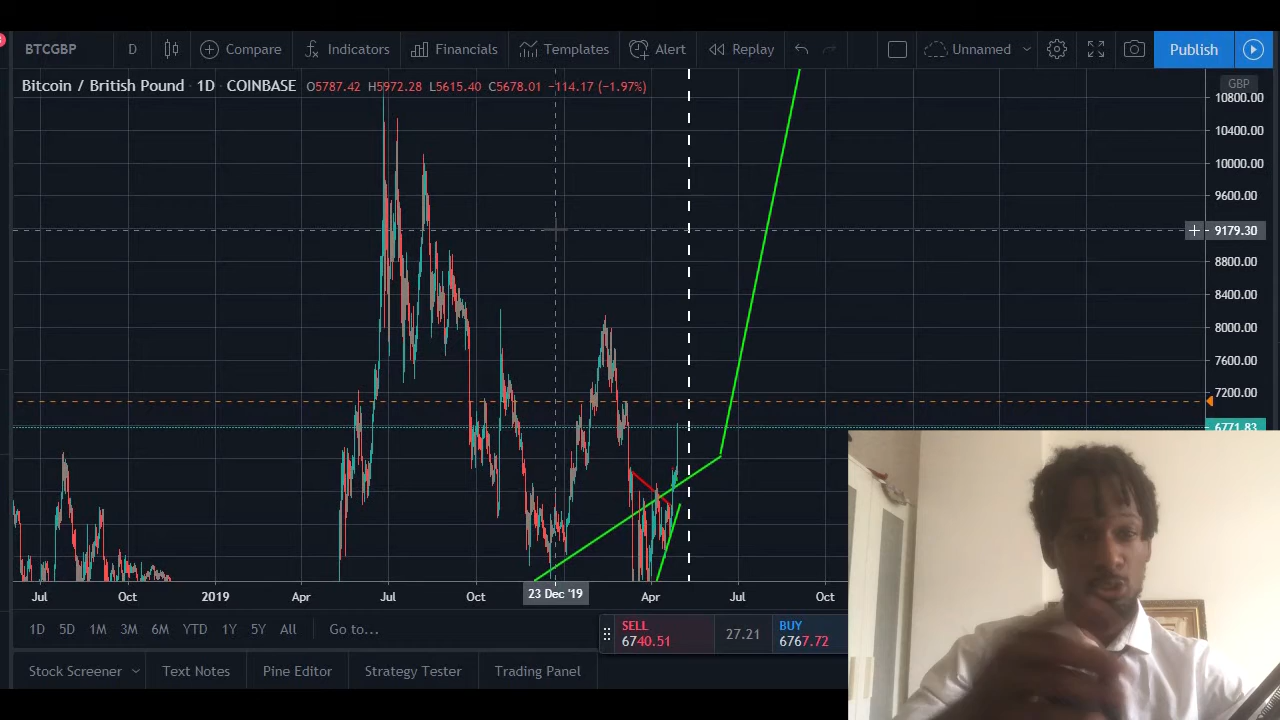 BTCGBP D Compare Indicators Financials Templates Alert Replay Unnamed Publish
Bitcoin / British Pound 1D COINBASE O5787.42 H5972.28 L5615.40 C5678.01 −114.17 (−1.97%)
GBP
10800.00
10400.00
10000.00
9600.00
9179.30
8800.00
8400.00
8000.00
7600.00
7200.00
6771.83
Jul Oct 2019 Apr Jul Oct 23 Dec '19 Apr Jul Oct
1D 5D 1M 3M 6M YTD 1Y 5Y All Go to...
SELL
6740.51
27.21
BUY
6767.72
Stock Screener Text Notes Pine Editor Strategy Tester Trading Panel